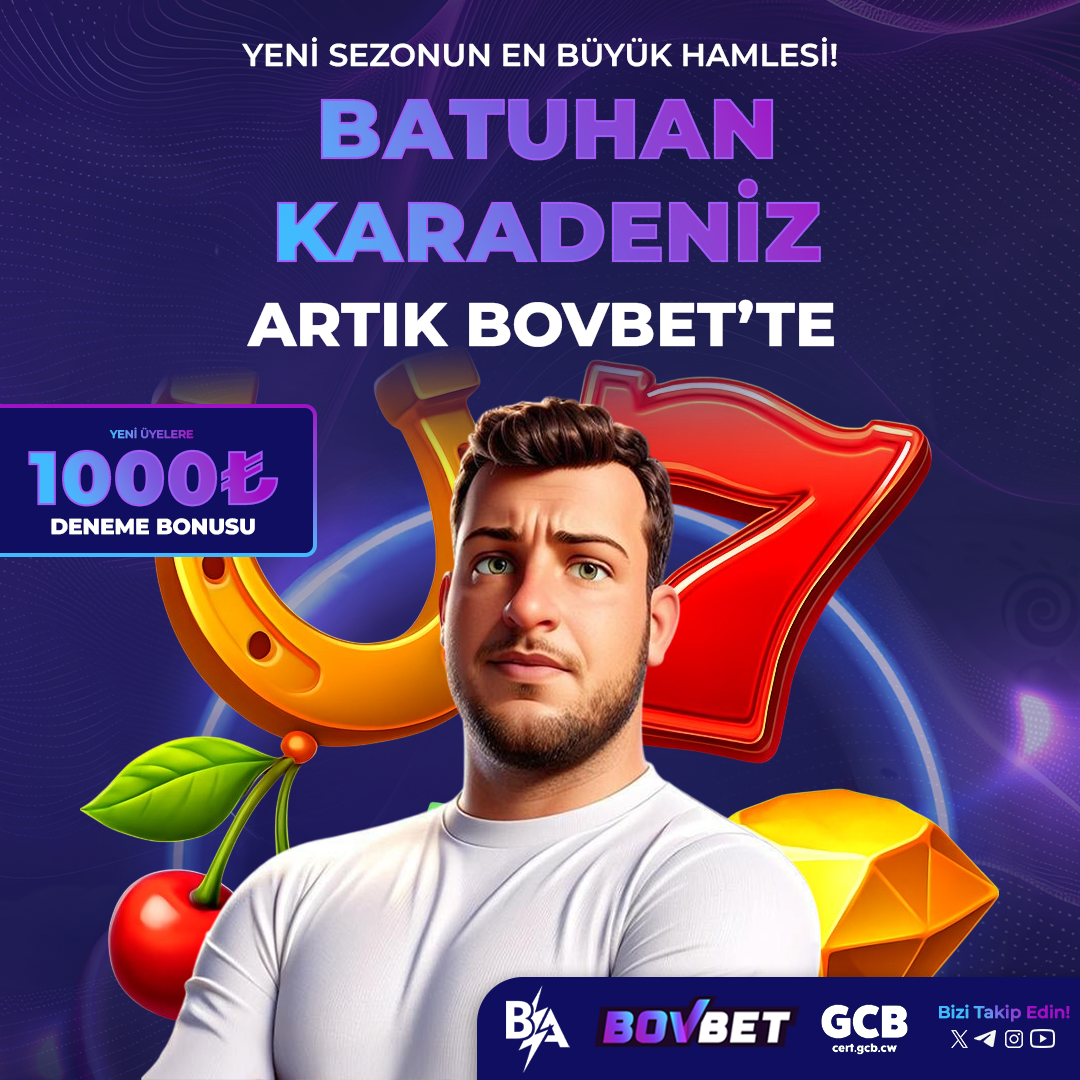 YENİ SEZONUN EN BÜYÜK HAMLESİ!
BATUHAN
KARADENİZ
ARTIK BOVBET’TE
YENİ ÜYELERE
1000₺
DENEME BONUSU
BOVBET
GCB
cert.gcb.cw
Bizi Takip Edin!